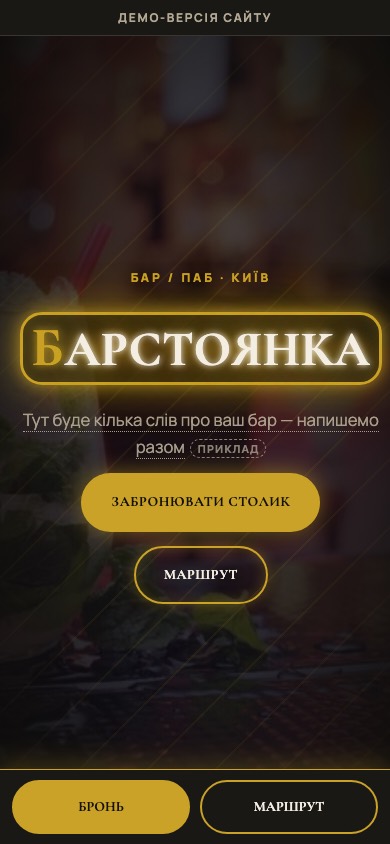 ДЕМО-ВЕРСІЯ САЙТУ
БАР / ПАБ · КИЇВ
БАРСТОЯНКА
Тут буде кілька слів про ваш бар — напишемо
разом ПРИКЛАД
ЗАБРОНЮВАТИ СТОЛИК
МАРШРУТ
БРОНЬ
МАРШРУТ